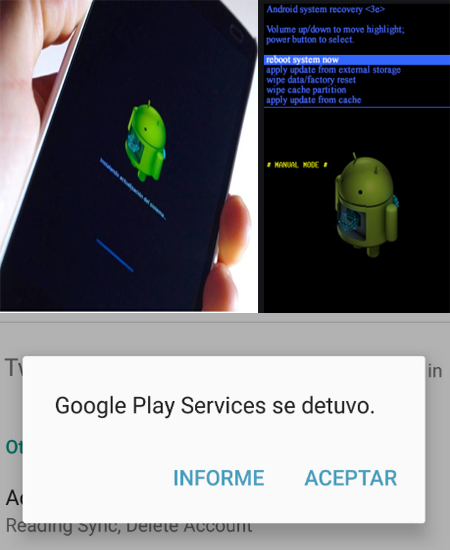 Instalando actualización del sistema...
Android system recovery <3e>
Volume up/down to move highlight;
power button to select.
reboot system now
apply update from external storage
wipe data/factory reset
wipe cache partition
apply update from cache
# MANUAL MODE #
Tw
in
Google Play Services se detuvo.
Ot
INFORME
ACEPTAR
Ac
Reading Sync, Delete Account